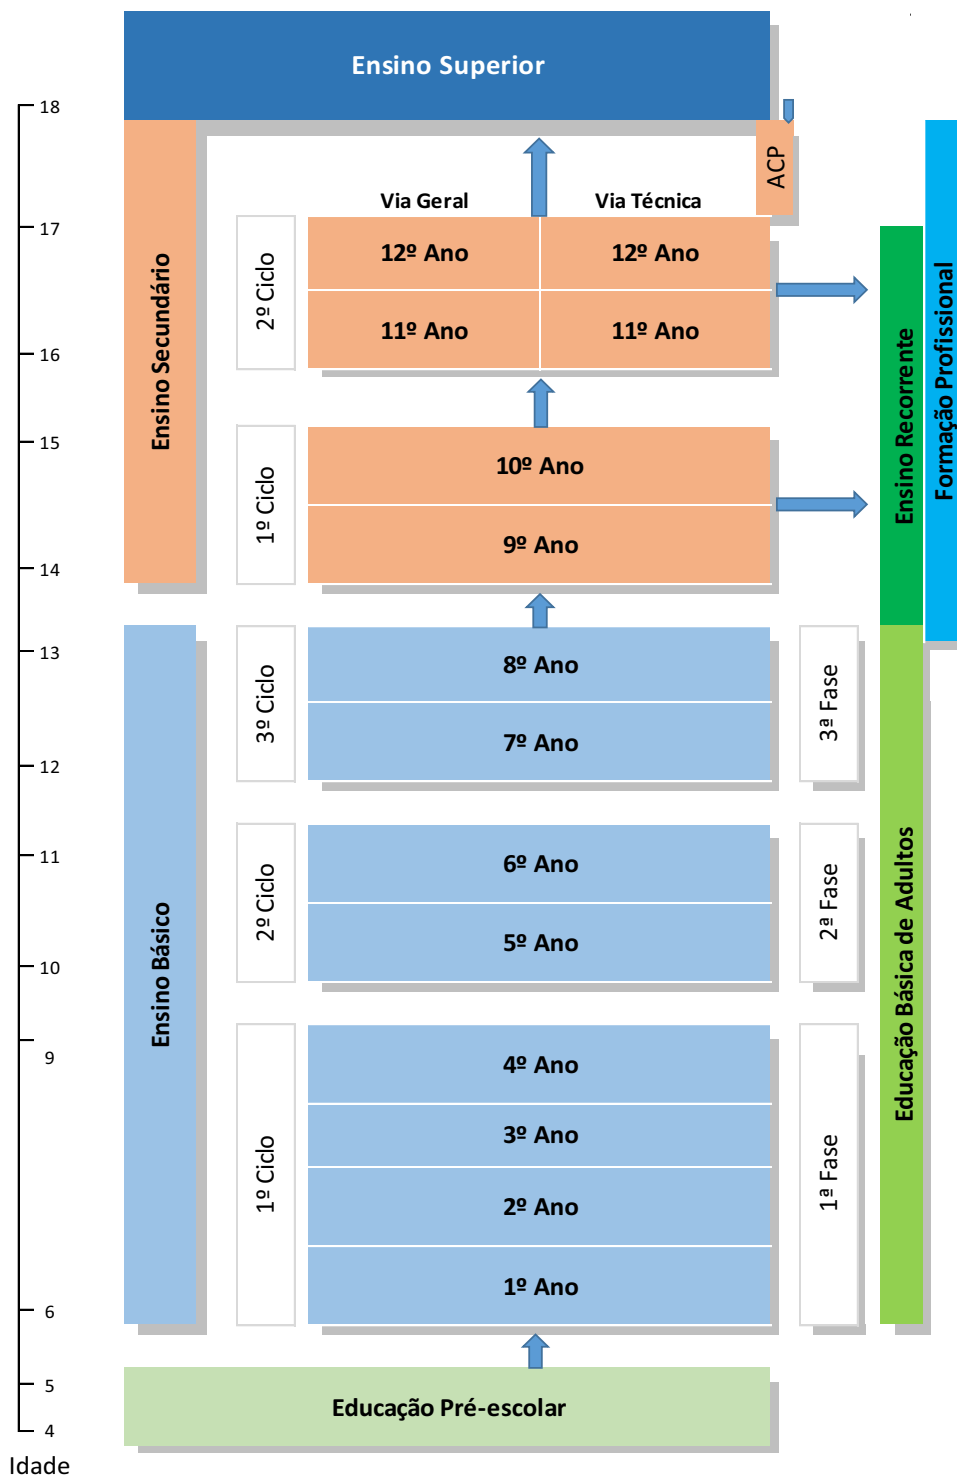 Ensino Superior
18
ACP
Via Geral
Via Técnica
17
12º Ano
12º Ano
2º Ciclo
11º Ano
11º Ano
16
Ensino Secundário
Ensino Recorrente
Formação Profissional
15
10º Ano
1º Ciclo
9º Ano
14
13
8º Ano
3º Ciclo
3ª Fase
7º Ano
12
11
6º Ano
2º Ciclo
2ª Fase
5º Ano
10
Ensino Básico
Educação Básica de Adultos
9
4º Ano
3º Ano
1º Ciclo
1ª Fase
2º Ano
1º Ano
6
5
Educação Pré-escolar
4
Idade